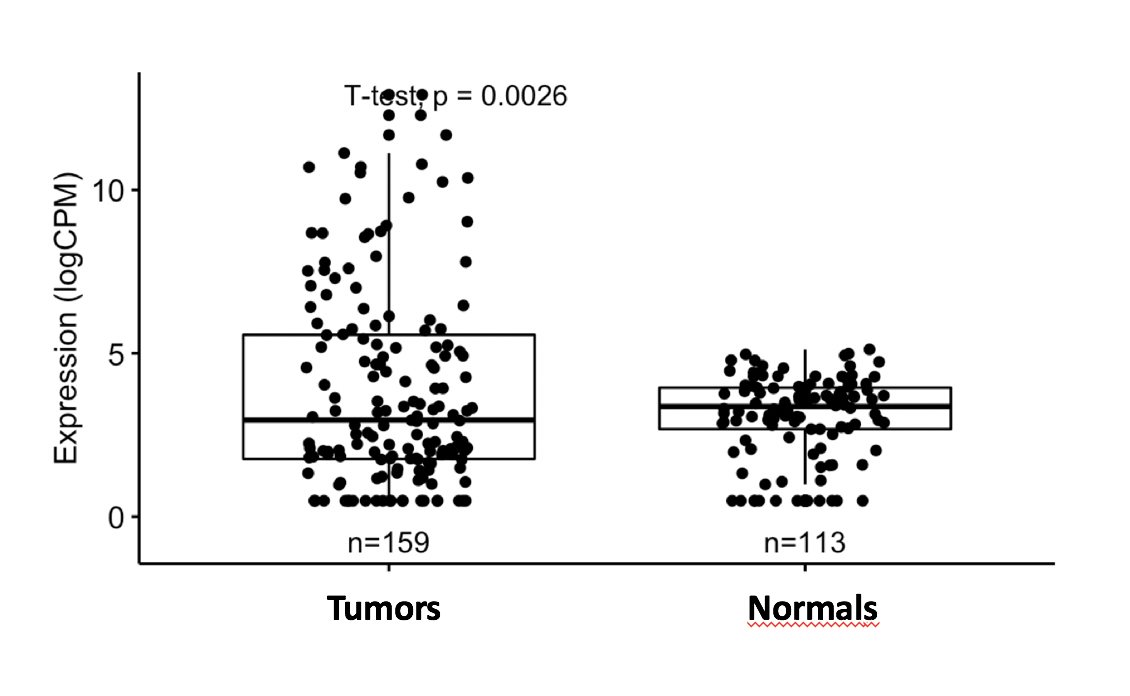 T-test, p = 0.0026
Expression (logCPM)
10
5
0
n=159
n=113
Tumors
Normals